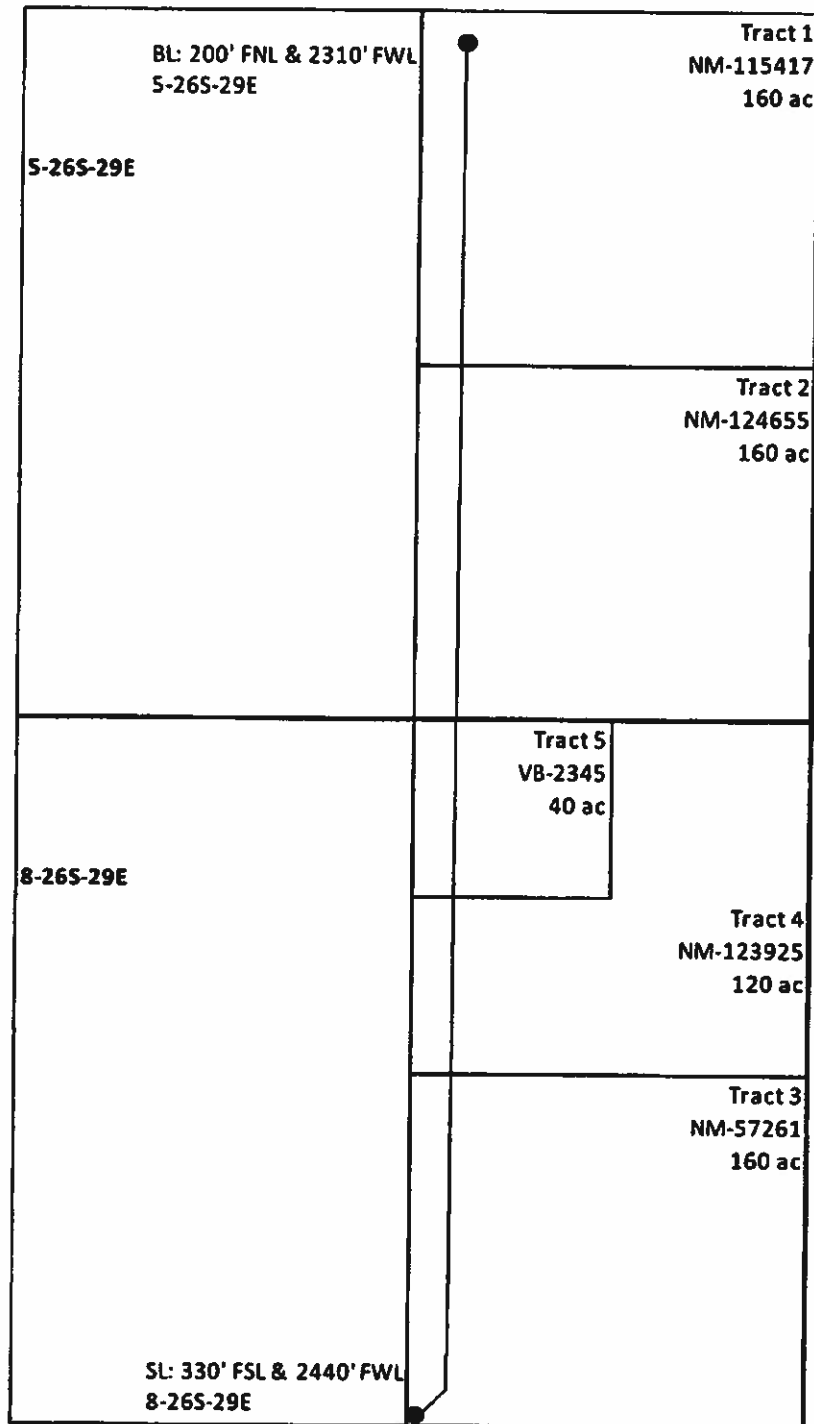 BL: 200' FNL & 2310' FWL
5-26S-29E
Tract 1
NM-115417
160 ac
5-26S-29E
Tract 2
NM-124655
160 ac
Tract 5
VB-2345
40 ac
8-26S-29E
Tract 4
NM-123925
120 ac
Tract 3
NM-57261
160 ac
SL: 330' FSL & 2440' FWL
8-26S-29E